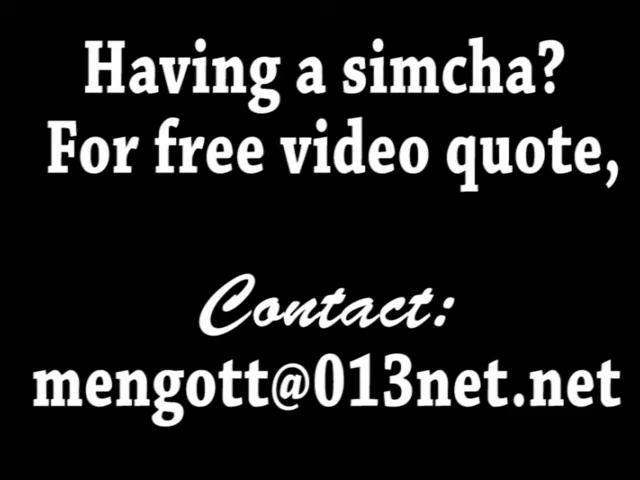 Having a simcha?
For free video quote,
Contact:
mengott@013net.net